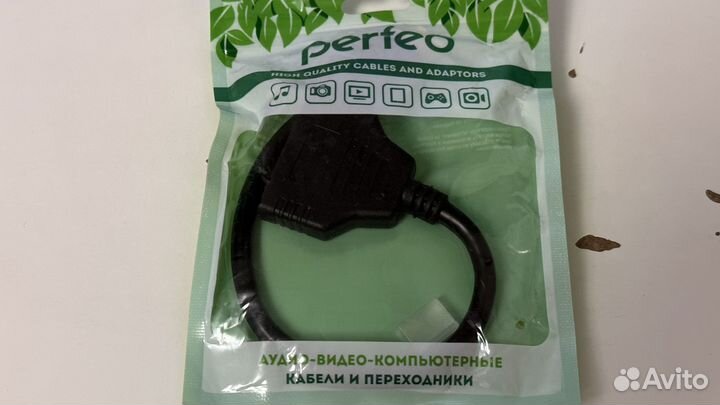 perfeo
HIGH QUALITY CABLES AND ADAPTORS
АУДИО-ВИДЕО-КОМПЬЮТЕРНЫЕ
КАБЕЛИ И ПЕРЕХОДНИКИ
Avito